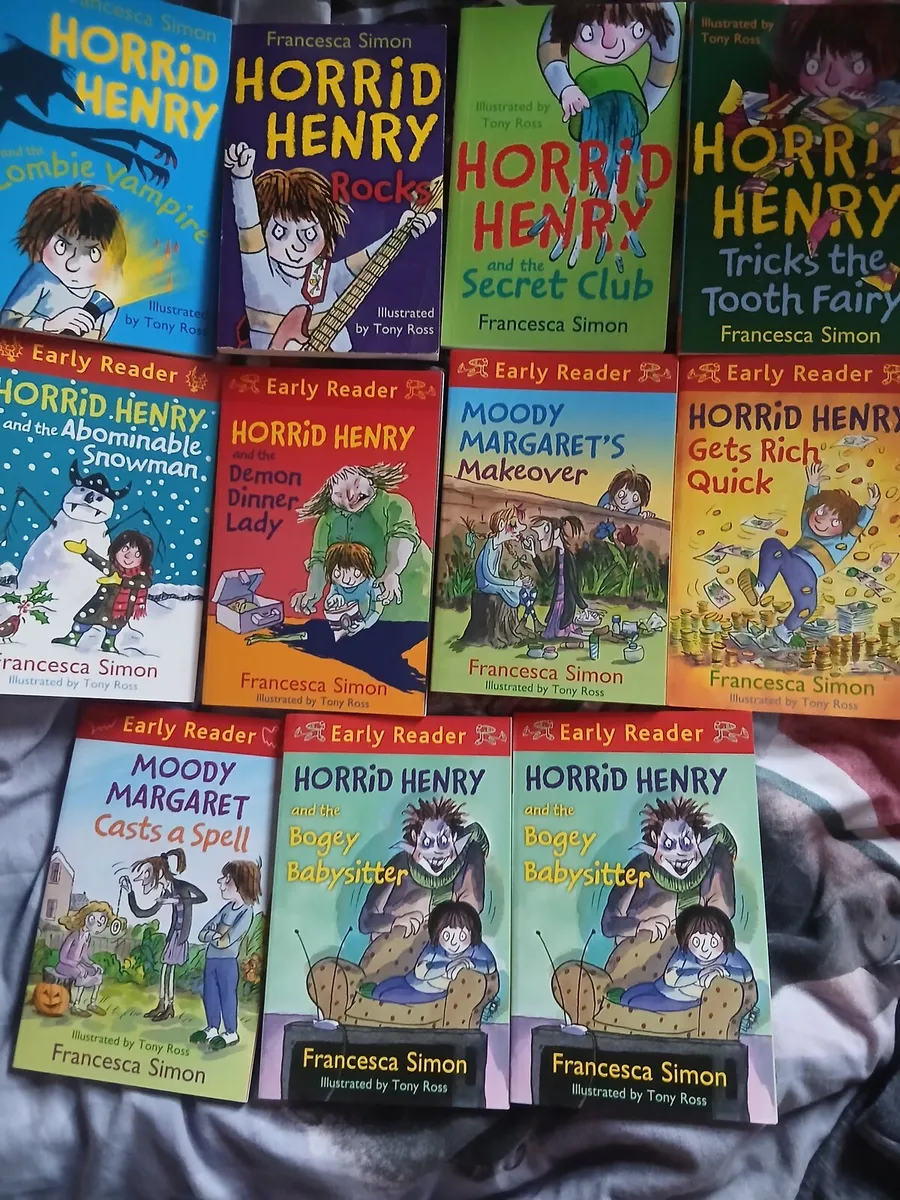 Francesca Simon
HORRiD
HENRY
and the
Zombie Vampire
Illustrated
by Tony Ross
Francesca Simon
HORRiD
HENRY
Rocks
Illustrated
by Tony Ross
Illustrated by
Tony Ross
HORRiD
HENRY
and the
Secret Club
Francesca Simon
Illustrated by
Tony Ross
HORRiD
HENRY
Tricks the
Tooth Fairy
Francesca Simon
Early Reader
HORRiD HENRY
and the Abominable
Snowman
Francesca Simon
Illustrated by Tony Ross
Early Reader
HORRiD HENRY
and the
Demon
Dinner
Lady
Francesca Simon
Illustrated by Tony Ross
Early Reader
MOODY
MARGARET'S
Makeover
Francesca Simon
Illustrated by Tony Ross
Early Reader
HORRiD HENRY
Gets Rich
Quick
Francesca Simon
Illustrated by Tony Ross
Early Reader
MOODY
MARGARET
Casts a Spell
Illustrated by Tony Ross
Francesca Simon
Early Reader
HORRiD HENRY
and the
Bogey
Babysitter
Francesca Simon
Illustrated by Tony Ross
Early Reader
HORRiD HENRY
and the
Bogey
Babysitter
Francesca Simon
Illustrated by Tony Ross